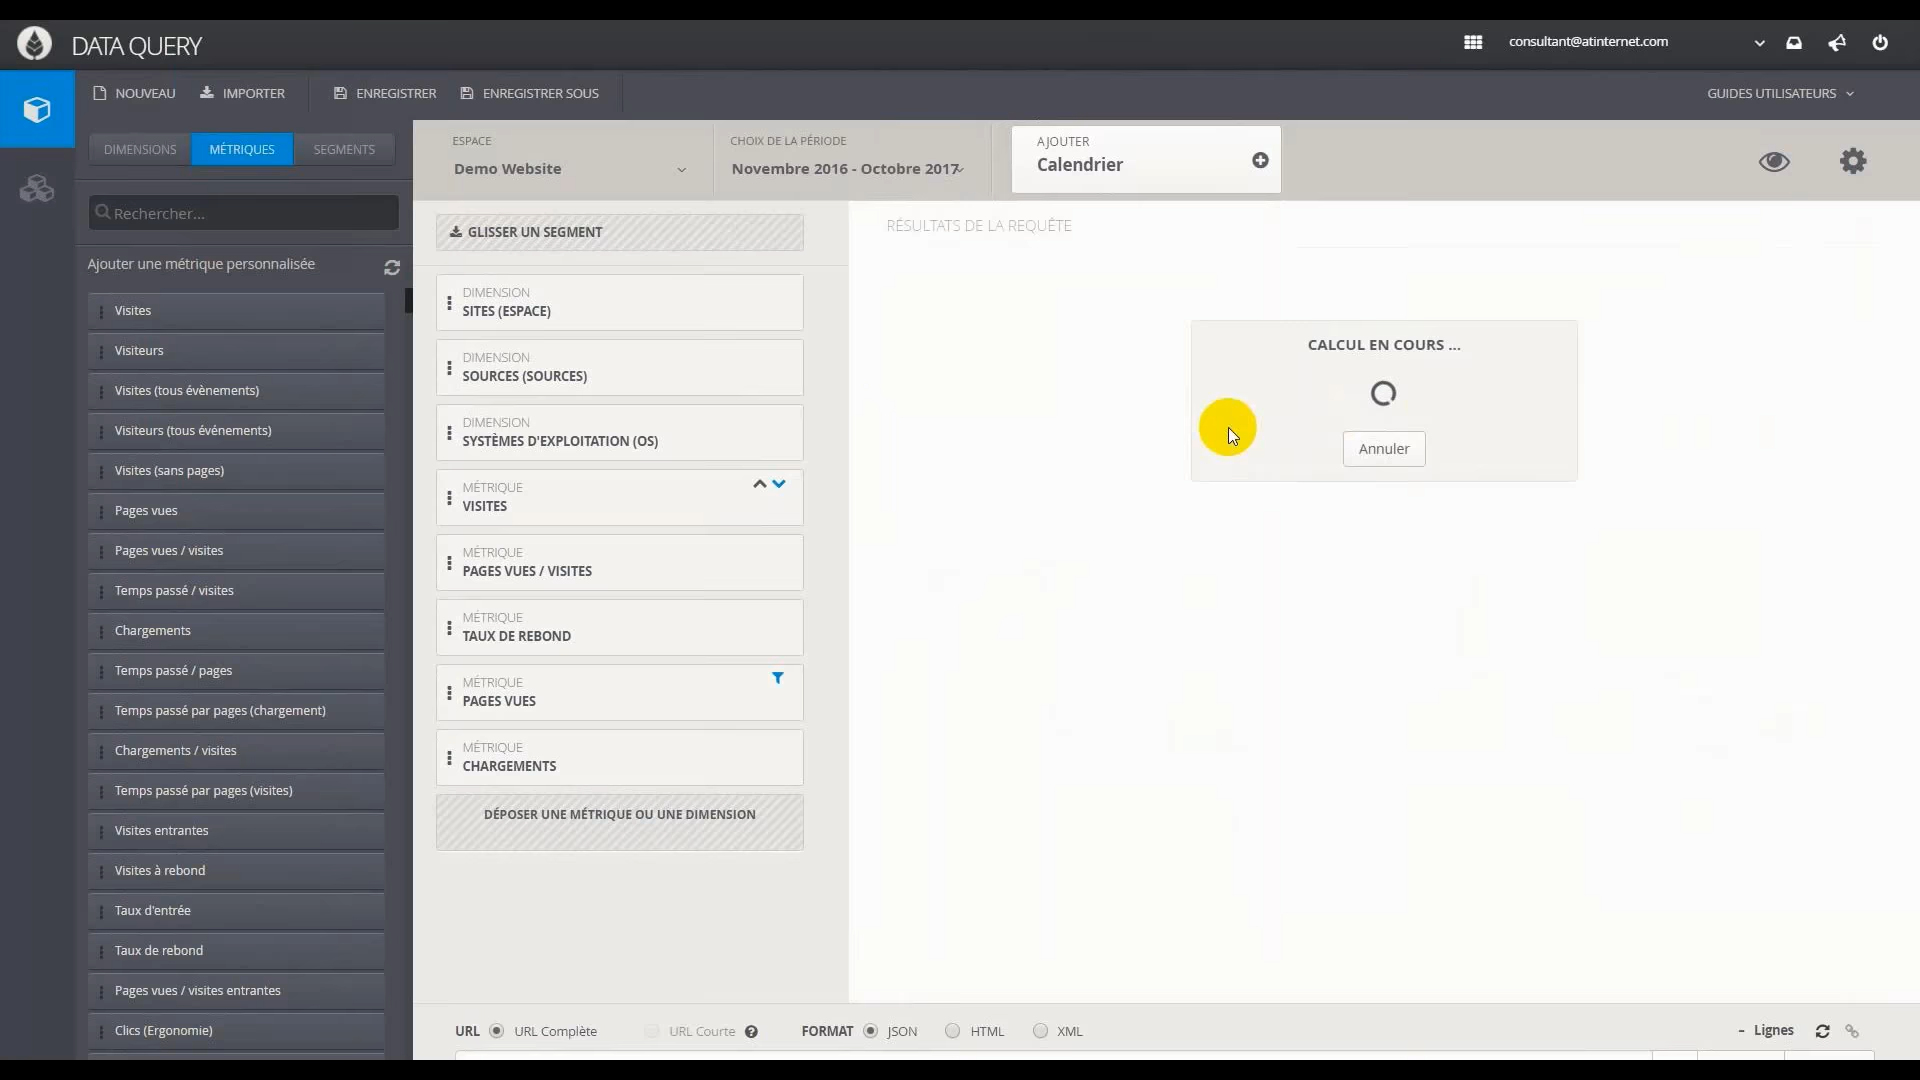 DATA QUERY
consultant@atinternet.com
NOUVEAU
IMPORTER
ENREGISTRER
ENREGISTRER SOUS
GUIDES UTILISATEURS
DIMENSIONS
MÉTRIQUES
SEGMENTS
Rechercher...
Ajouter une métrique personnalisée
Visites
Visiteurs
Visites (tous évènements)
Visiteurs (tous événements)
Visites (sans pages)
Pages vues
Pages vues / visites
Temps passé / visites
Chargements
Temps passé / pages
Temps passé par pages (chargement)
Chargements / visites
Temps passé par pages (visites)
Visites entrantes
Visites à rebond
Taux d'entrée
Taux de rebond
Pages vues / visites entrantes
Clics (Ergonomie)
ESPACE
Demo Website
CHOIX DE LA PÉRIODE
Novembre 2016 - Octobre 2017
AJOUTER
Calendrier
GLISSER UN SEGMENT
DIMENSION
SITES (ESPACE)
DIMENSION
SOURCES (SOURCES)
DIMENSION
SYSTÈMES D'EXPLOITATION (OS)
MÉTRIQUE
VISITES
MÉTRIQUE
PAGES VUES / VISITES
MÉTRIQUE
TAUX DE REBOND
MÉTRIQUE
PAGES VUES
MÉTRIQUE
CHARGEMENTS
DÉPOSER UNE MÉTRIQUE OU UNE DIMENSION
RÉSULTATS DE LA REQUÊTE
CALCUL EN COURS ...
Annuler
URL
URL Complète
URL Courte
FORMAT
JSON
HTML
XML
- Lignes